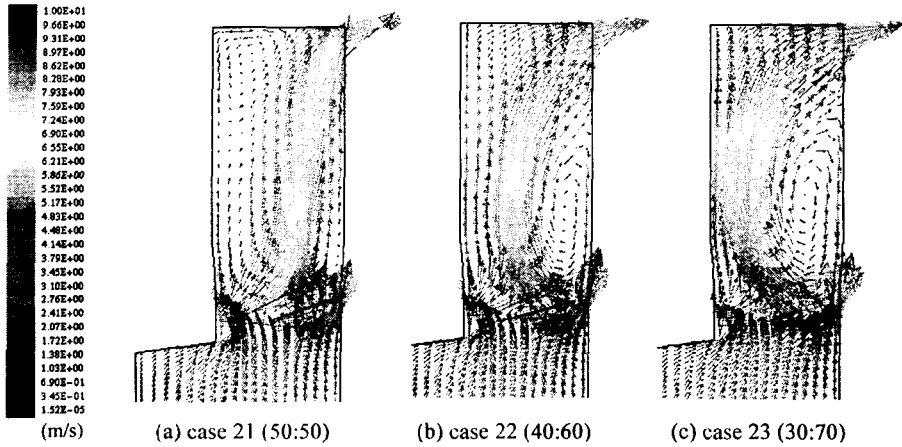 1.00E+01
9.66E+00
9.31E+00
8.97E+00
8.62E+00
8.28E+00
7.93E+00
7.59E+00
7.24E+00
6.90E+00
6.55E+00
6.21E+00
5.86E+00
5.52E+00
5.17E+00
4.83E+00
4.48E+00
4.14E+00
3.79E+00
3.45E+00
3.10E+00
2.76E+00
2.41E+00
2.07E+00
1.72E+00
1.38E+00
1.03E+00
6.90E-01
3.45E-01
1.52E-05
(m/s) (a) case 21 (50:50) (b) case 22 (40:60) (c) case 23 (30:70)